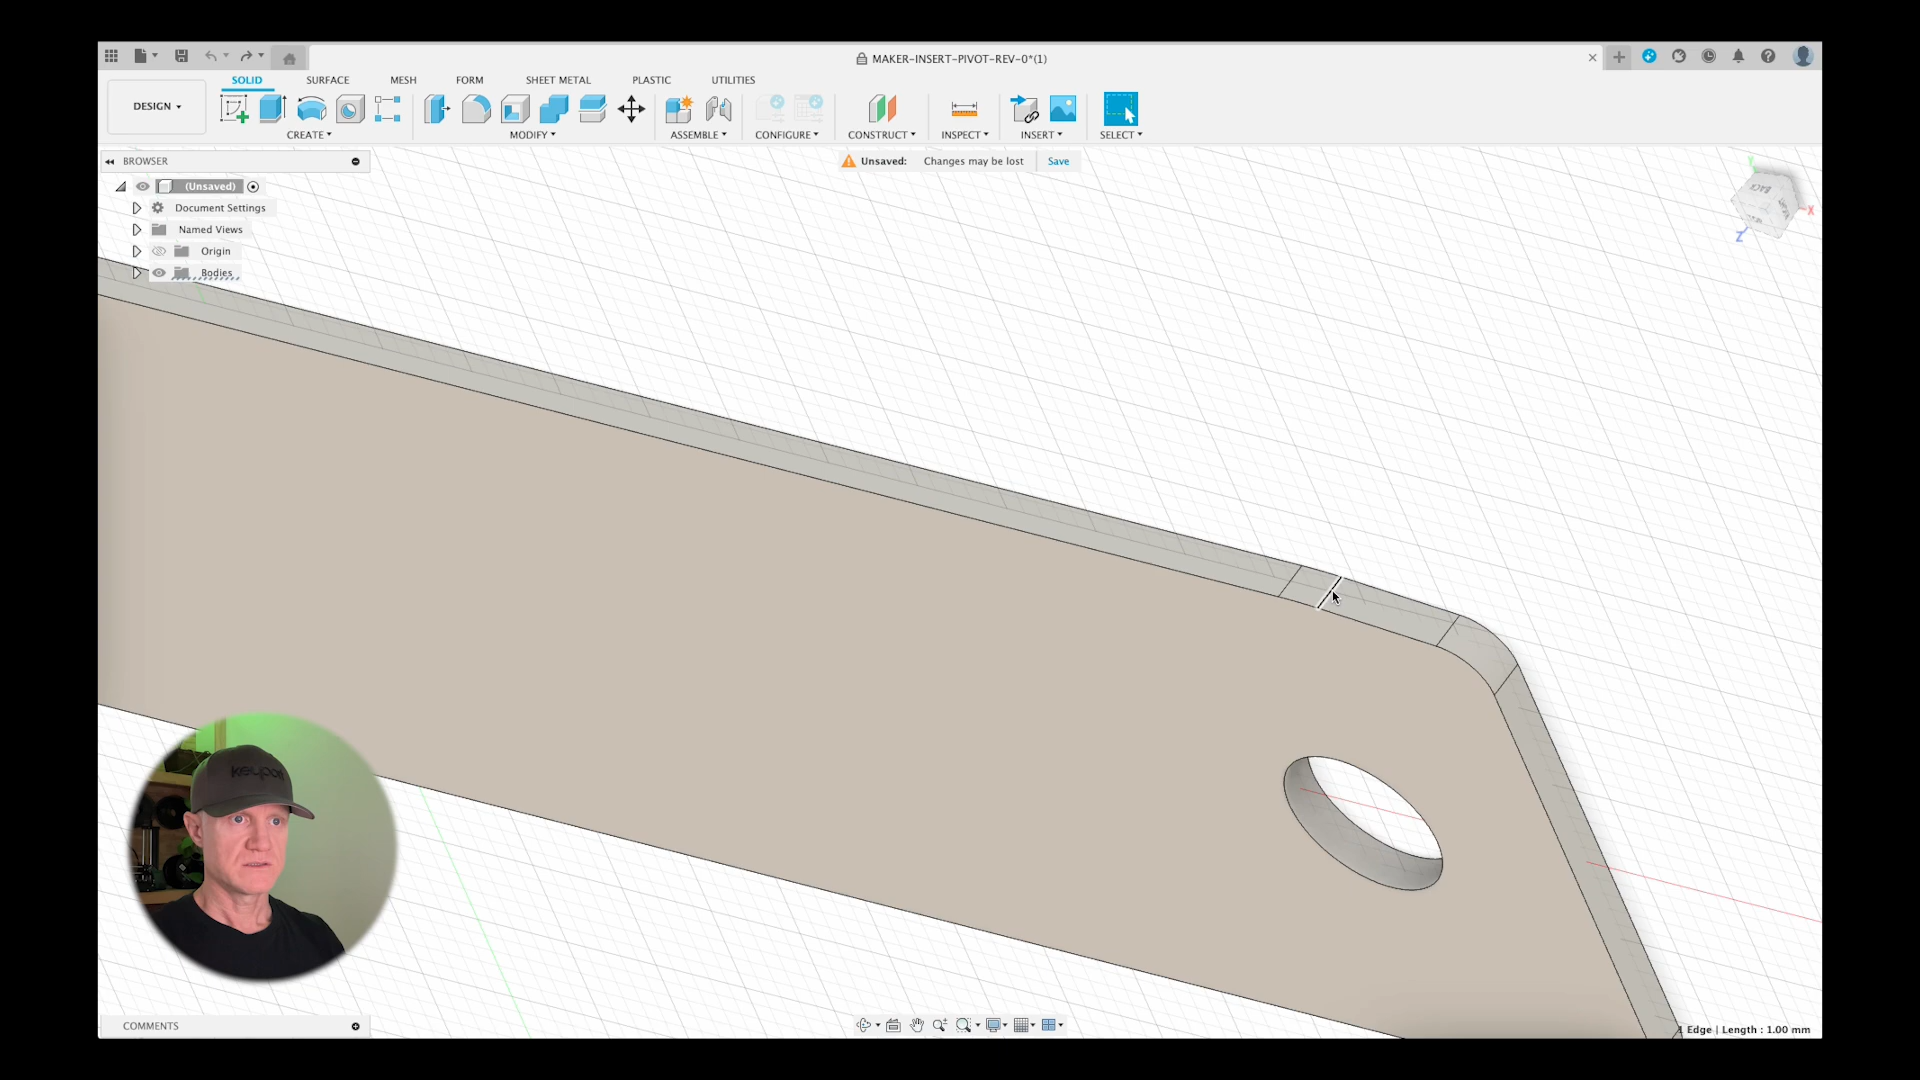 MAKER-INSERT-PIVOT-REV-0*(1)
SOLID SURFACE MESH FORM SHEET METAL PLASTIC UTILITIES
DESIGN
CREATE MODIFY ASSEMBLE CONFIGURE CONSTRUCT INSPECT INSERT SELECT
BROWSER
Unsaved: Changes may be lost Save
(Unsaved)
Document Settings
Named Views
Origin
Bodies
BACK
Y
X
Z
COMMENTS
1 Edge | Length : 1.00 mm